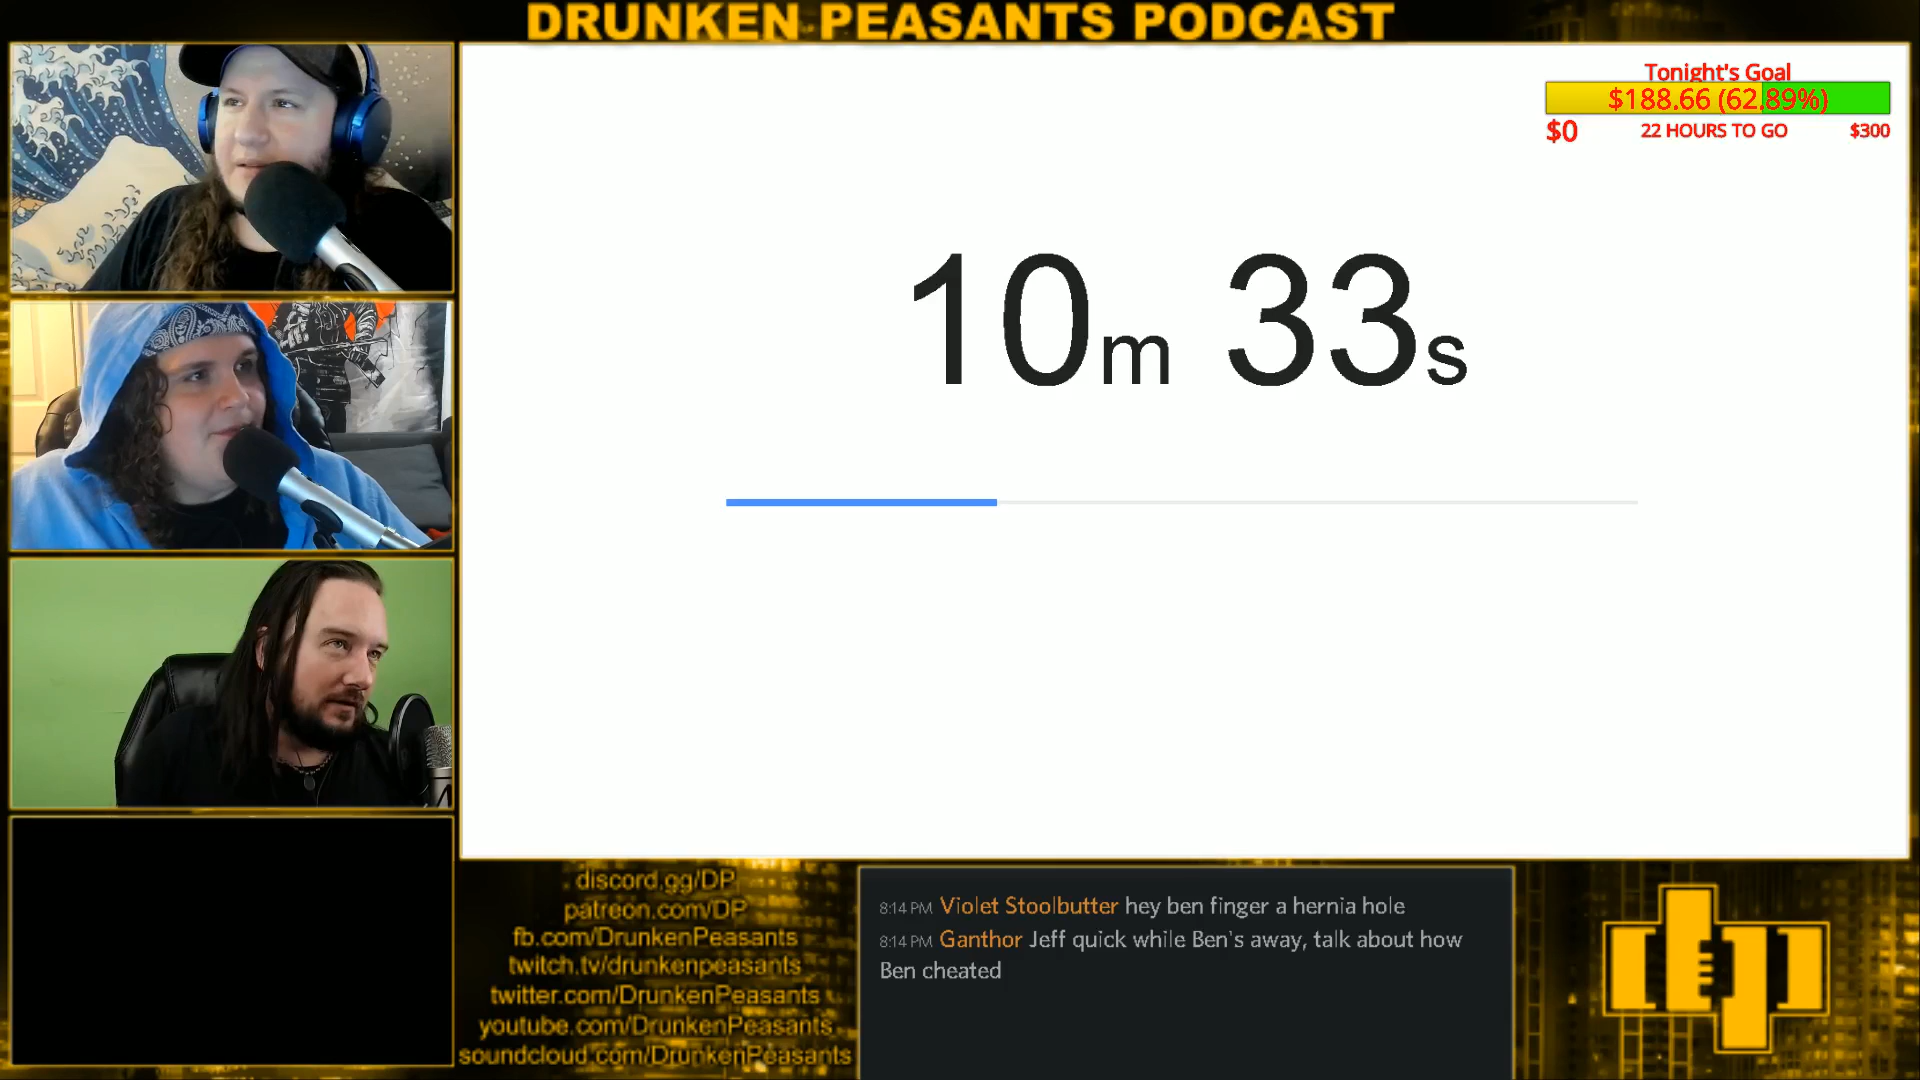 DRUNKEN PEASANTS PODCAST
Tonight's Goal
$188.66 (62.89%)
$0 22 HOURS TO GO $300
10m 33s
discord.gg/DP
patreon.com/DP
fb.com/DrunkenPeasants
twitch.tv/drunkenpeasants
twitter.com/DrunkenPeasants
youtube.com/DrunkenPeasants
soundcloud.com/DrunkenPeasants
8:14 PM Violet Stoolbutter hey ben finger a hernia hole
8:14 PM Ganthor Jeff quick while Ben's away, talk about how
Ben cheated